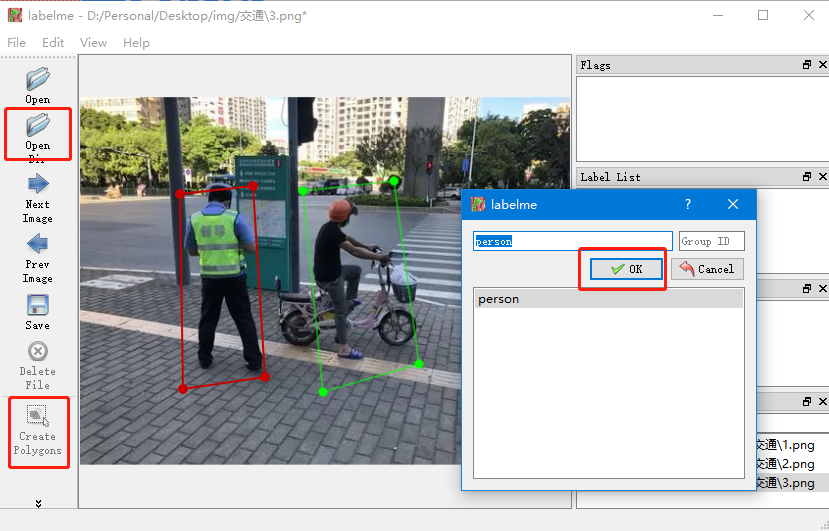 labelme - D:/Personal/Desktop/img/交通\3.png*
File Edit View Help
Open
Open
Dir
Next
Image
Prev
Image
Save
Delete
File
Create
Polygons
Flags
Label List
labelme
person
Group ID
OK
Cancel
person
交通\1.png
交通\2.png
交通\3.png